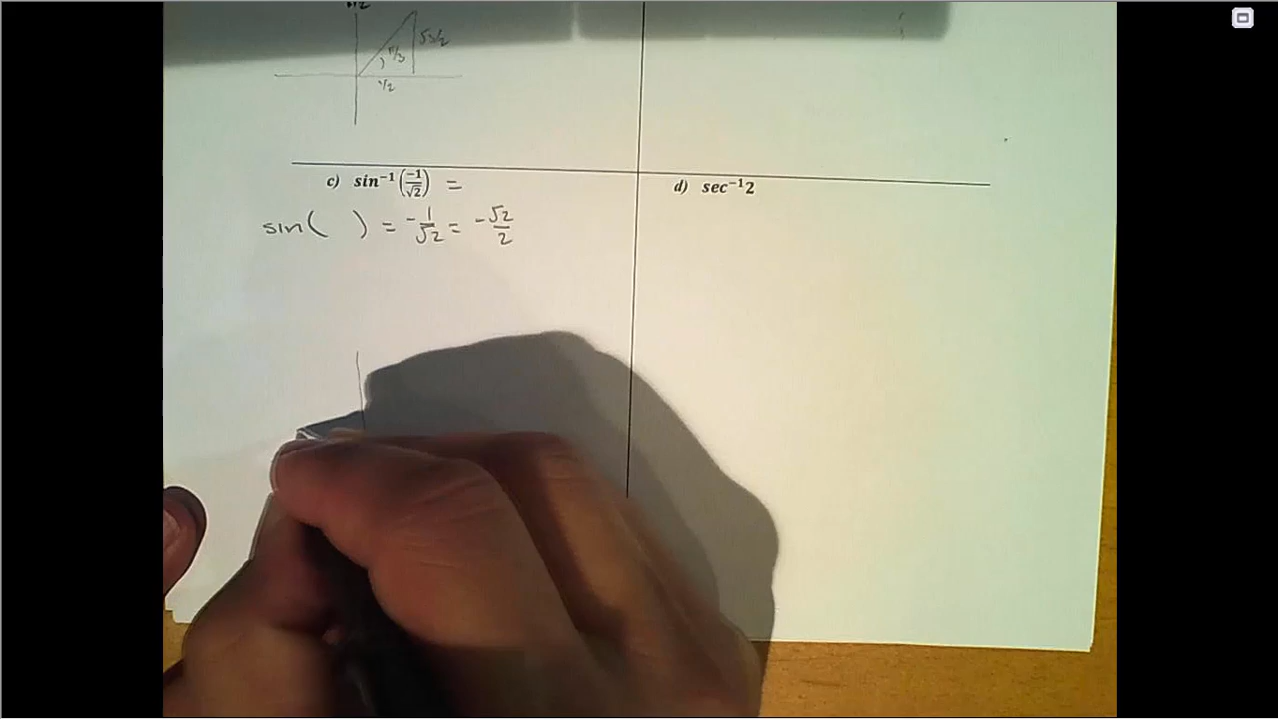 √3/2
π/3
1/2
c) sin⁻¹(−1/√2) =
sin( ) = −1/√2 = −√2/2
d) sec⁻¹2